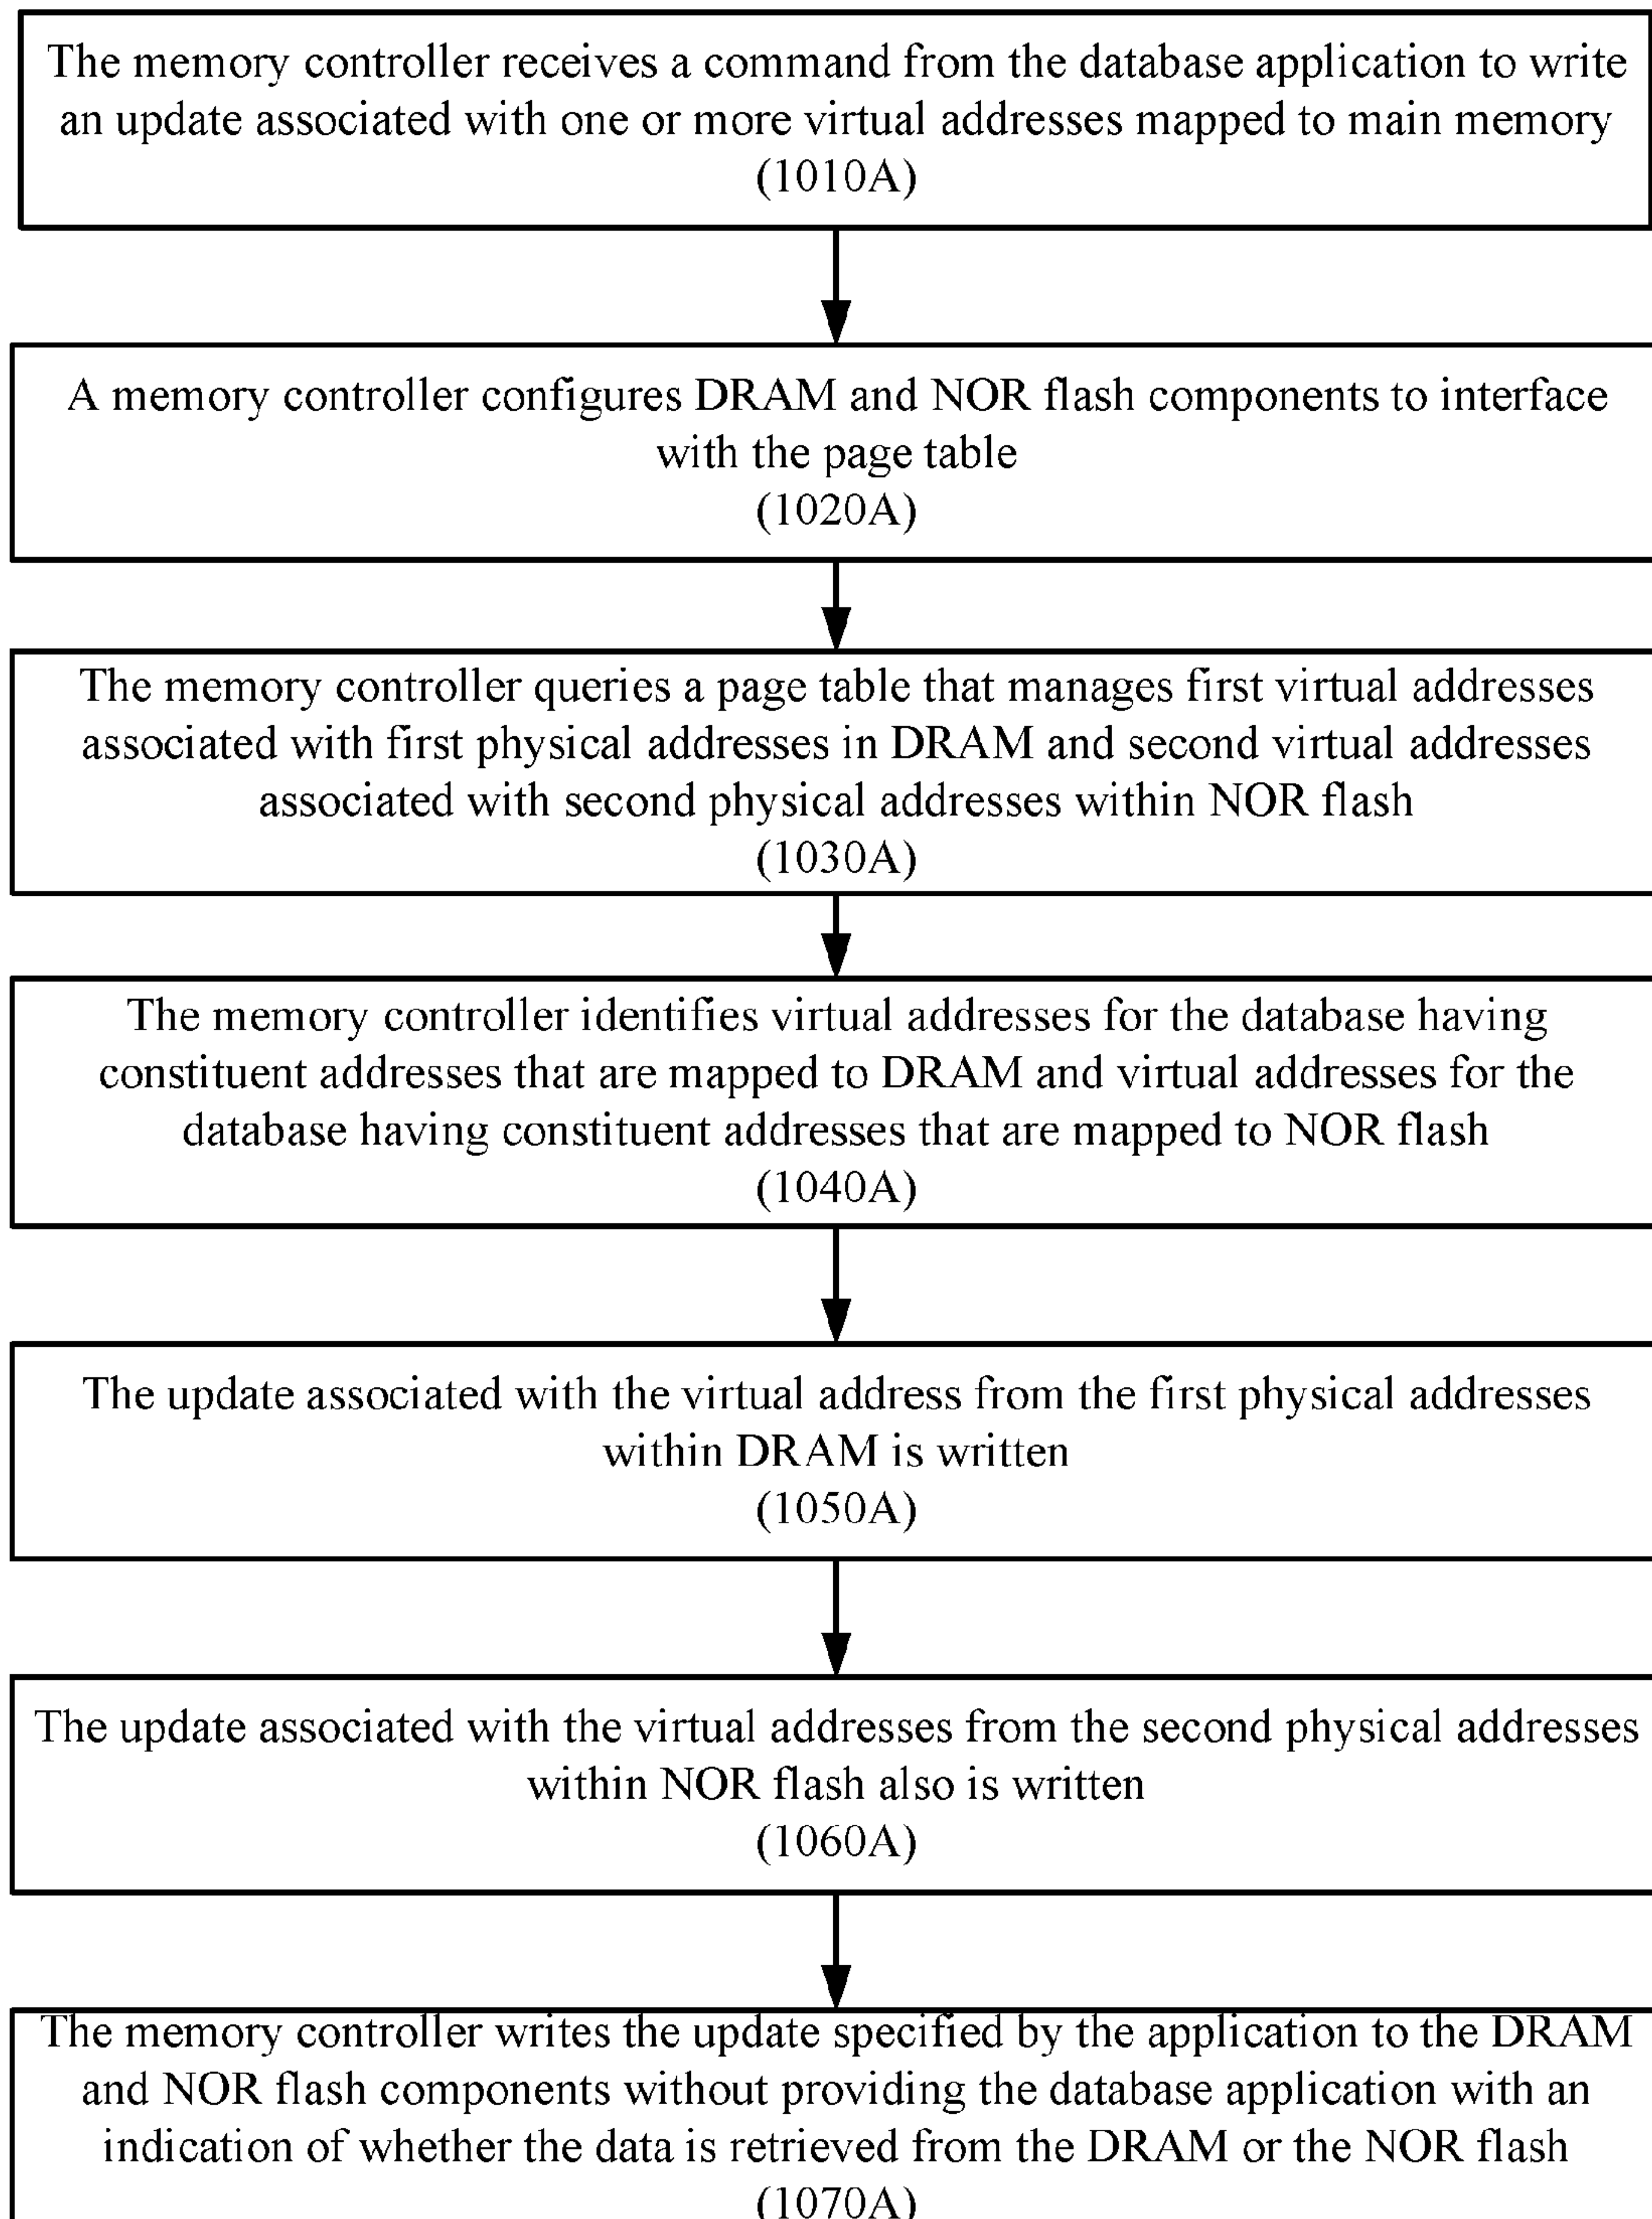 The memory controller receives a command from the database application to write
an update associated with one or more virtual addresses mapped to main memory
(1010A)
A memory controller configures DRAM and NOR flash components to interface
with the page table
(1020A)
The memory controller queries a page table that manages first virtual addresses
associated with first physical addresses in DRAM and second virtual addresses
associated with second physical addresses within NOR flash
(1030A)
The memory controller identifies virtual addresses for the database having
constituent addresses that are mapped to DRAM and virtual addresses for the
database having constituent addresses that are mapped to NOR flash
(1040A)
The update associated with the virtual address from the first physical addresses
within DRAM is written
(1050A)
The update associated with the virtual addresses from the second physical addresses
within NOR flash also is written
(1060A)
The memory controller writes the update specified by the application to the DRAM
and NOR flash components without providing the database application with an
indication of whether the data is retrieved from the DRAM or the NOR flash
(1070A)